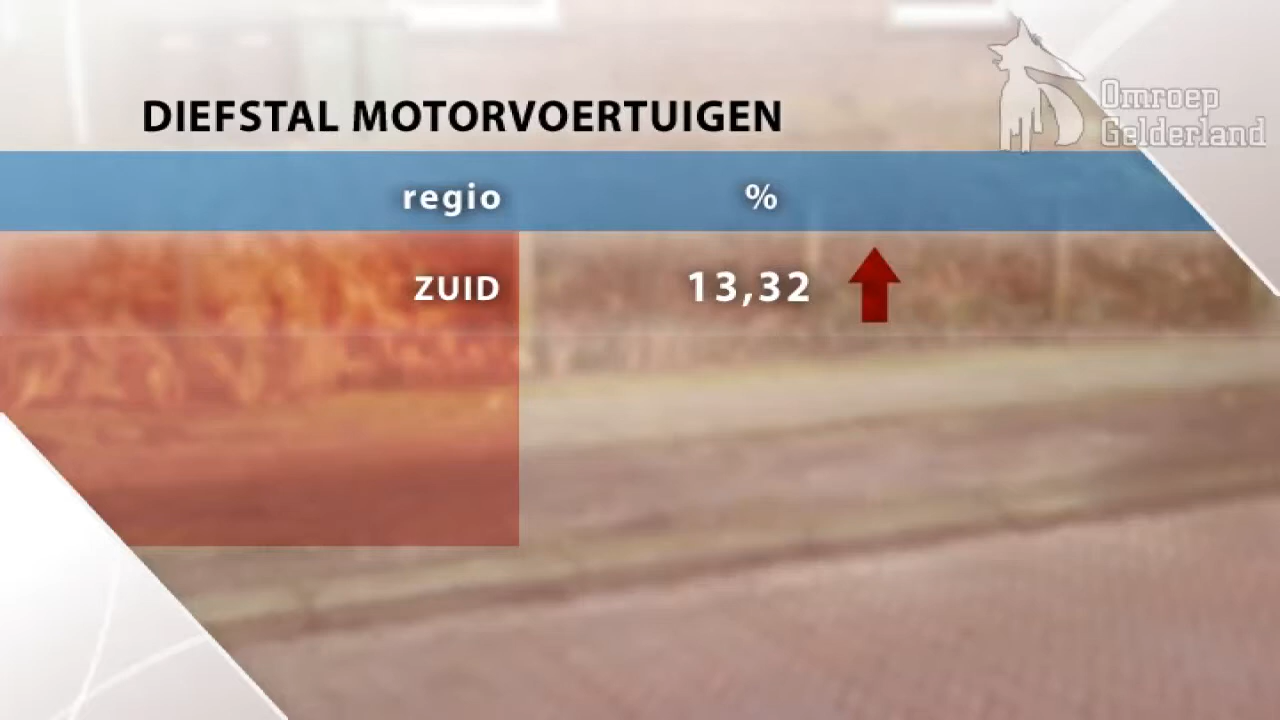 DIEFSTAL MOTORVOERTUIGEN
Omroep
Gelderland
regio %
ZUID 13,32